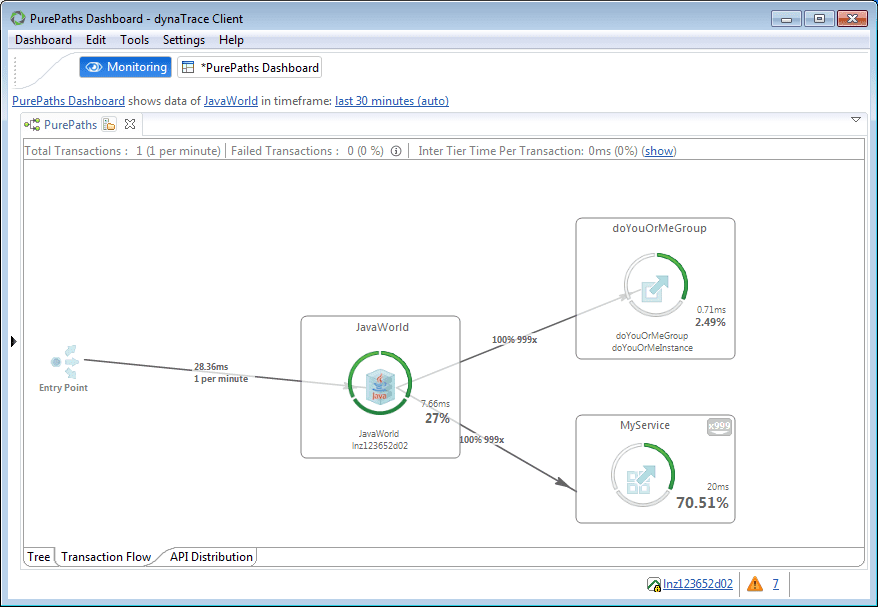 PurePaths Dashboard - dynaTrace Client
Dashboard Edit Tools Settings Help
Monitoring *PurePaths Dashboard
PurePaths Dashboard shows data of JavaWorld in timeframe: last 30 minutes (auto)
PurePaths
Total Transactions : 1 (1 per minute) Failed Transactions : 0 (0 %) Inter Tier Time Per Transaction: 0ms (0%) (show)
Entry Point
28.36ms
1 per minute
JavaWorld
Java
7.66ms
27%
JavaWorld
lnz123652d02
100% 999x
doYouOrMeGroup
0.71ms
2.49%
doYouOrMeGroup
doYouOrMeInstance
100% 999x
MyService
x999
20ms
70.51%
Tree Transaction Flow API Distribution
lnz123652d02 7